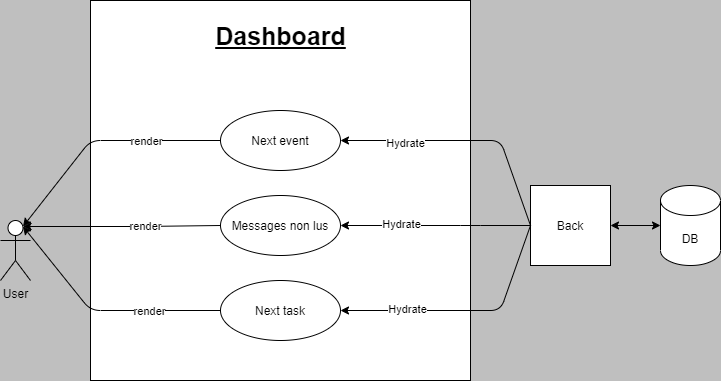 Dashboard
render
Next event
Hydrate
render
Messages non lus
Hydrate
Back
DB
User
render
Next task
Hydrate